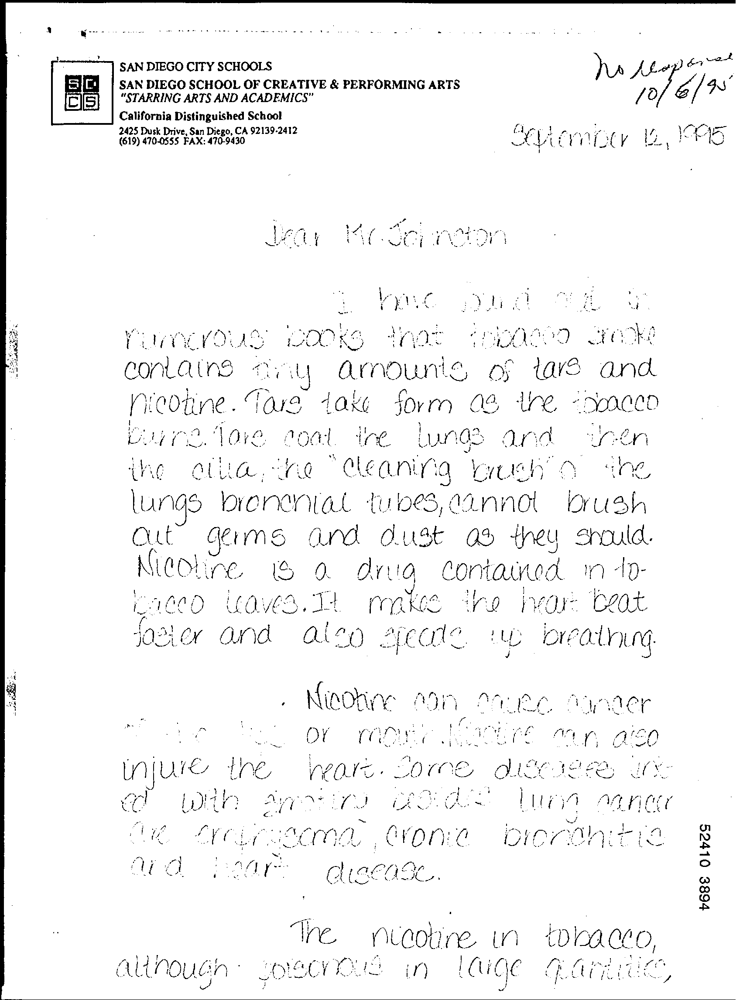 SAN DIEGO CITY SCHOOLS
SD
CS
SAN DIEGO SCHOOL OF CREATIVE & PERFORMING ARTS
"STARRING ARTS AND ACADEMICS"
California Distinguished School
2425 Dusk Drive, San Diego, CA 92139-2412
(619) 470-0555 FAX: 470-9430
No response
10/6/95
September 12, 1995
Dear Mr. Johnston
I have found out in
numerous books that tobacco smoke
contains tiny amounts of tars and
nicotine. Tars take form as the tobacco
burns. Tars coat the lungs and then
the cilia, the "cleaning brush" of the
lungs bronchial tubes, cannot brush
out germs and dust as they should.
Nicotine is a drug contained in to-
bacco leaves. It makes the heart beat
faster and also speeds up breathing.
Nicotine can cause cancer
of the lip or mouth. Nicotine can also
injure the heart. Some diseases
ed with smoking besides lung cancer
are emphysema, cronic bronchitis
and heart disease.
The nicotine in tobacco,
although poisonous in large quantities,
52410 3894